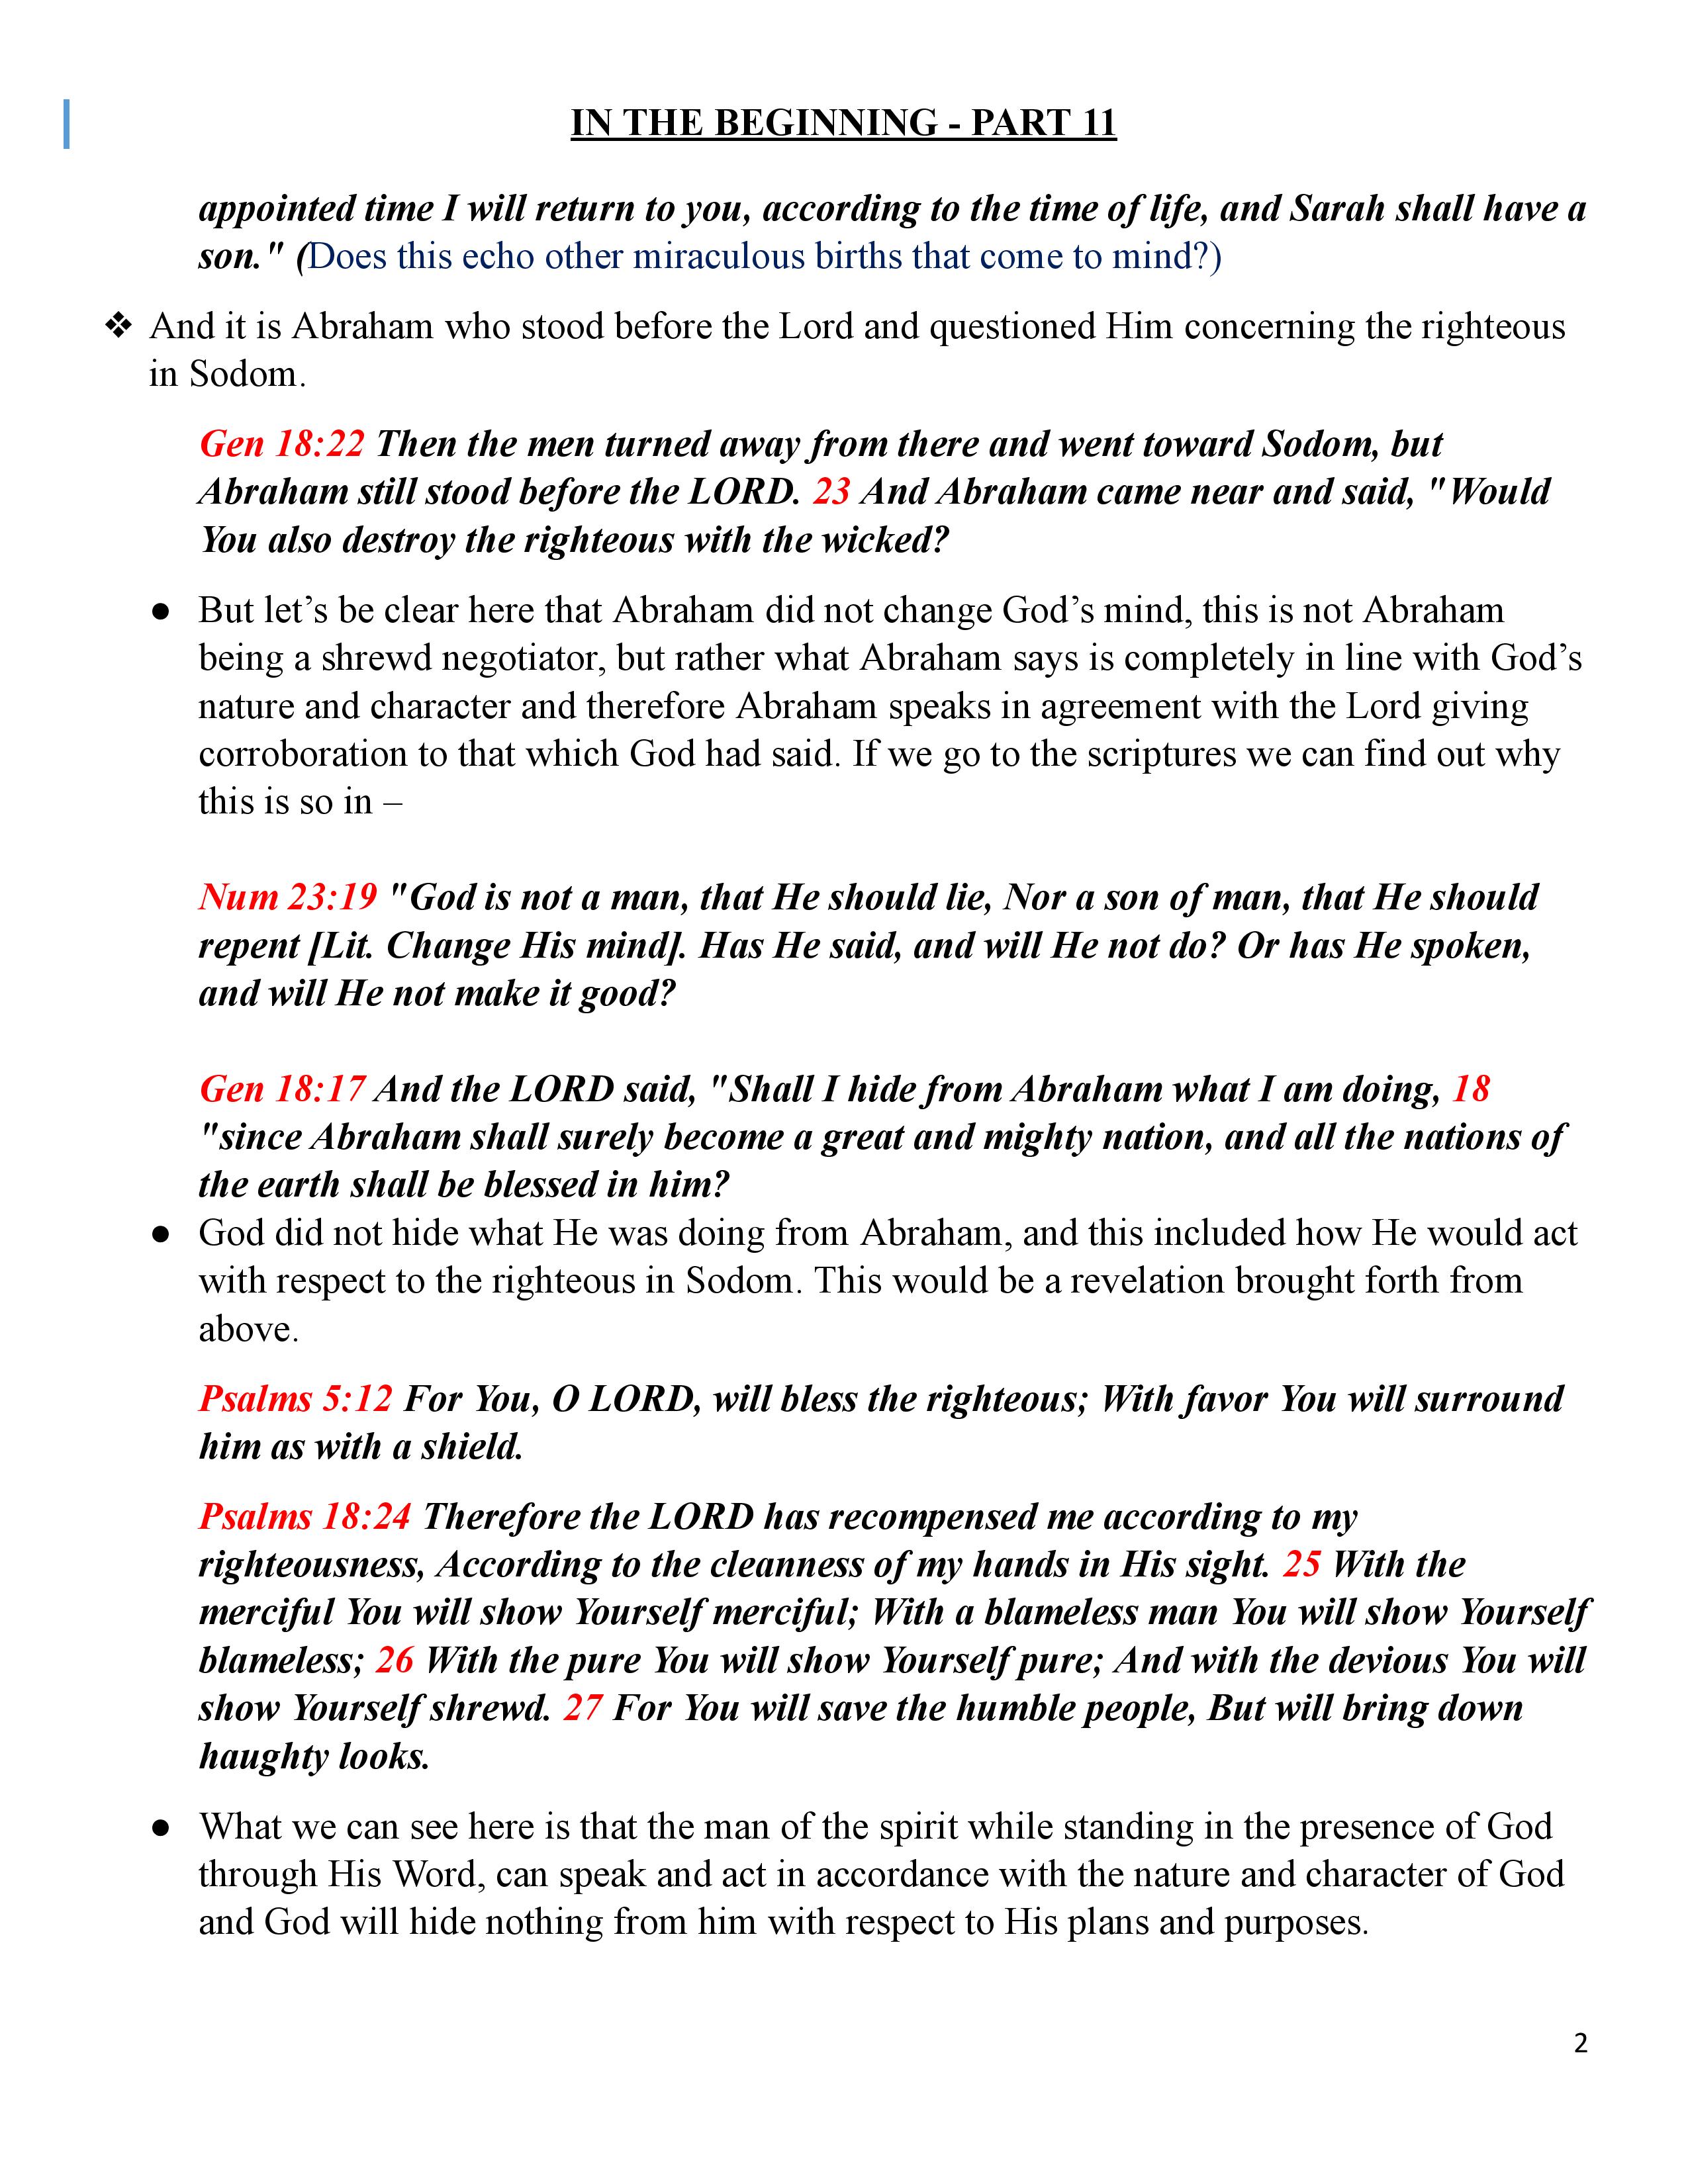 IN THE BEGINNING - PART 11
appointed time I will return to you, according to the time of life, and Sarah shall have a
son." (Does this echo other miraculous births that come to mind?)
❖ And it is Abraham who stood before the Lord and questioned Him concerning the righteous
in Sodom.
Gen 18:22 Then the men turned away from there and went toward Sodom, but
Abraham still stood before the LORD. 23 And Abraham came near and said, "Would
You also destroy the righteous with the wicked?
● But let’s be clear here that Abraham did not change God’s mind, this is not Abraham
being a shrewd negotiator, but rather what Abraham says is completely in line with God’s
nature and character and therefore Abraham speaks in agreement with the Lord giving
corroboration to that which God had said. If we go to the scriptures we can find out why
this is so in –
Num 23:19 "God is not a man, that He should lie, Nor a son of man, that He should
repent [Lit. Change His mind]. Has He said, and will He not do? Or has He spoken,
and will He not make it good?
Gen 18:17 And the LORD said, "Shall I hide from Abraham what I am doing, 18
"since Abraham shall surely become a great and mighty nation, and all the nations of
the earth shall be blessed in him?
● God did not hide what He was doing from Abraham, and this included how He would act
with respect to the righteous in Sodom. This would be a revelation brought forth from
above.
Psalms 5:12 For You, O LORD, will bless the righteous; With favor You will surround
him as with a shield.
Psalms 18:24 Therefore the LORD has recompensed me according to my
righteousness, According to the cleanness of my hands in His sight. 25 With the
merciful You will show Yourself merciful; With a blameless man You will show Yourself
blameless; 26 With the pure You will show Yourself pure; And with the devious You will
show Yourself shrewd. 27 For You will save the humble people, But will bring down
haughty looks.
● What we can see here is that the man of the spirit while standing in the presence of God
through His Word, can speak and act in accordance with the nature and character of God
and God will hide nothing from him with respect to His plans and purposes.
2